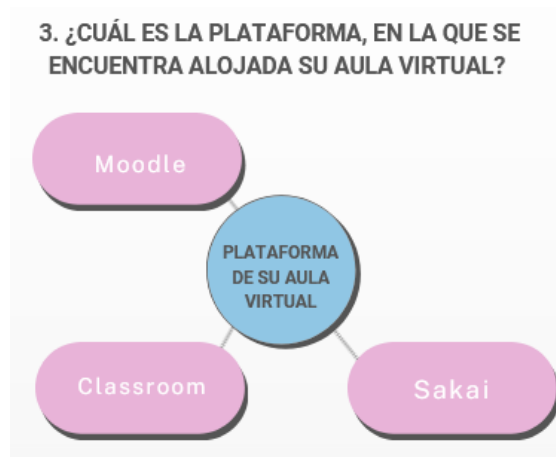 3. ¿CUÁL ES LA PLATAFORMA, EN LA QUE SE
ENCUENTRA ALOJADA SU AULA VIRTUAL?
Moodle
PLATAFORMA
DE SU AULA
VIRTUAL
Classroom
Sakai